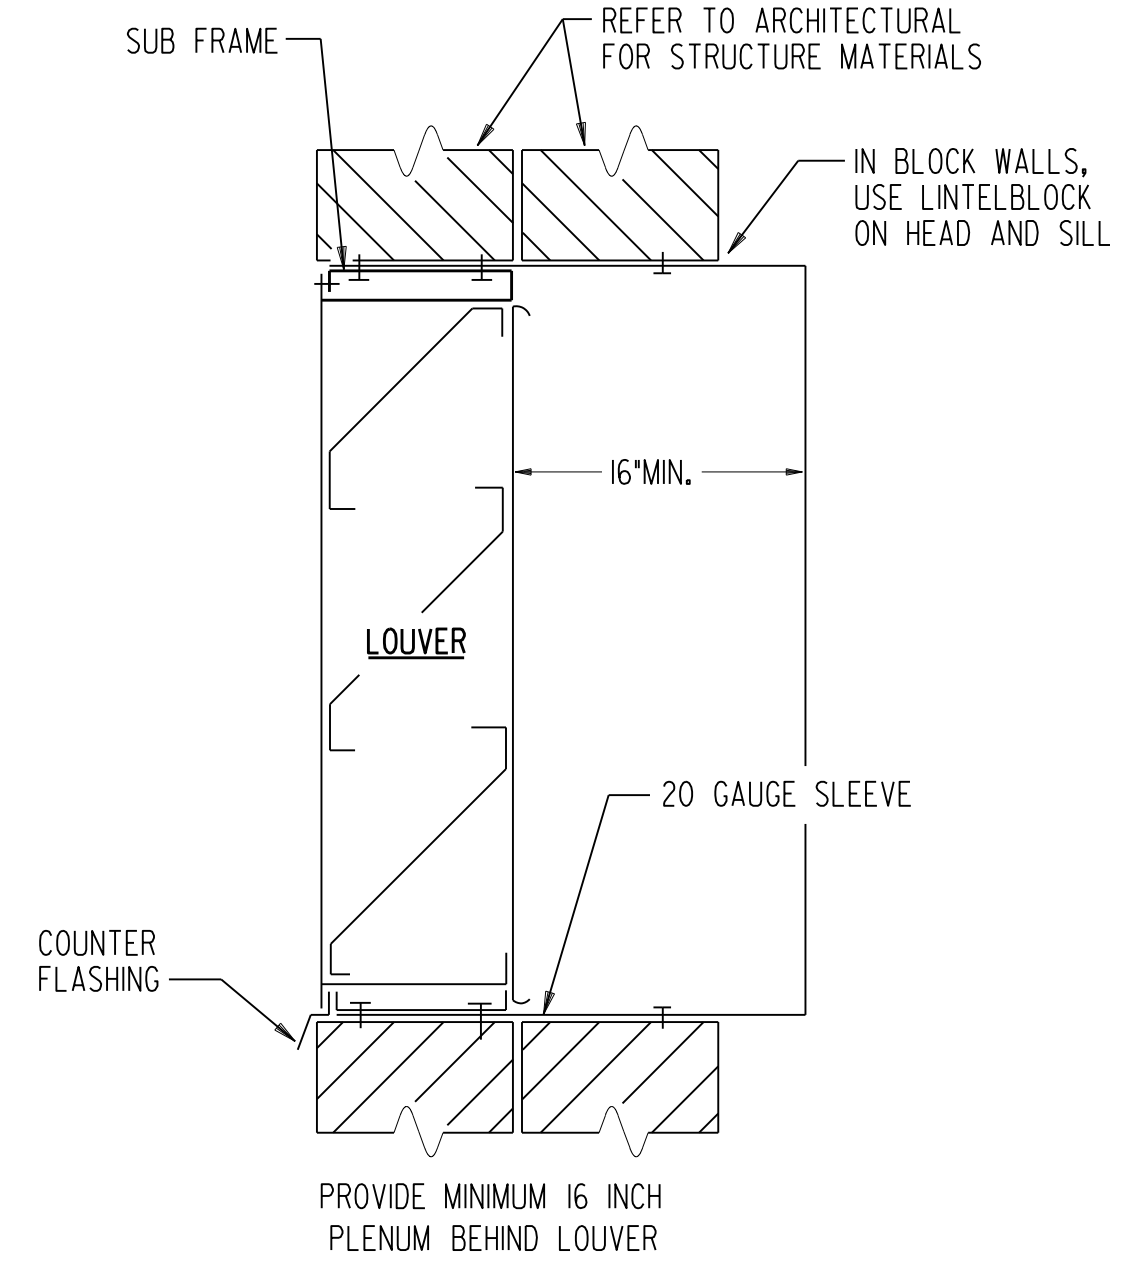 SUB FRAME
REFER TO ARCHITECTURAL
FOR STRUCTURE MATERIALS
IN BLOCK WALLS,
USE LINTELBLOCK
ON HEAD AND SILL
16"MIN.
LOUVER
20 GAUGE SLEEVE
COUNTER
FLASHING
PROVIDE MINIMUM 16 INCH
PLENUM BEHIND LOUVER